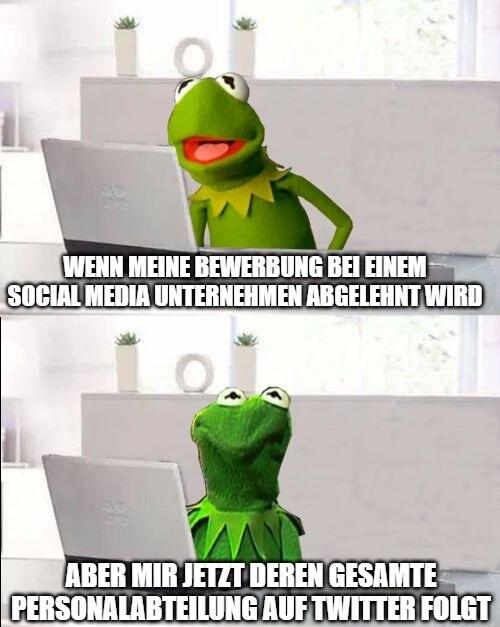 WENN MEINE BEWERBUNG BEI EINEM
SOCIAL MEDIA UNTERNEHMEN ABGELEHNT WIRD
ABER MIR JETZT DEREN GESAMTE
PERSONALABTEILUNG AUF TWITTER FOLGT